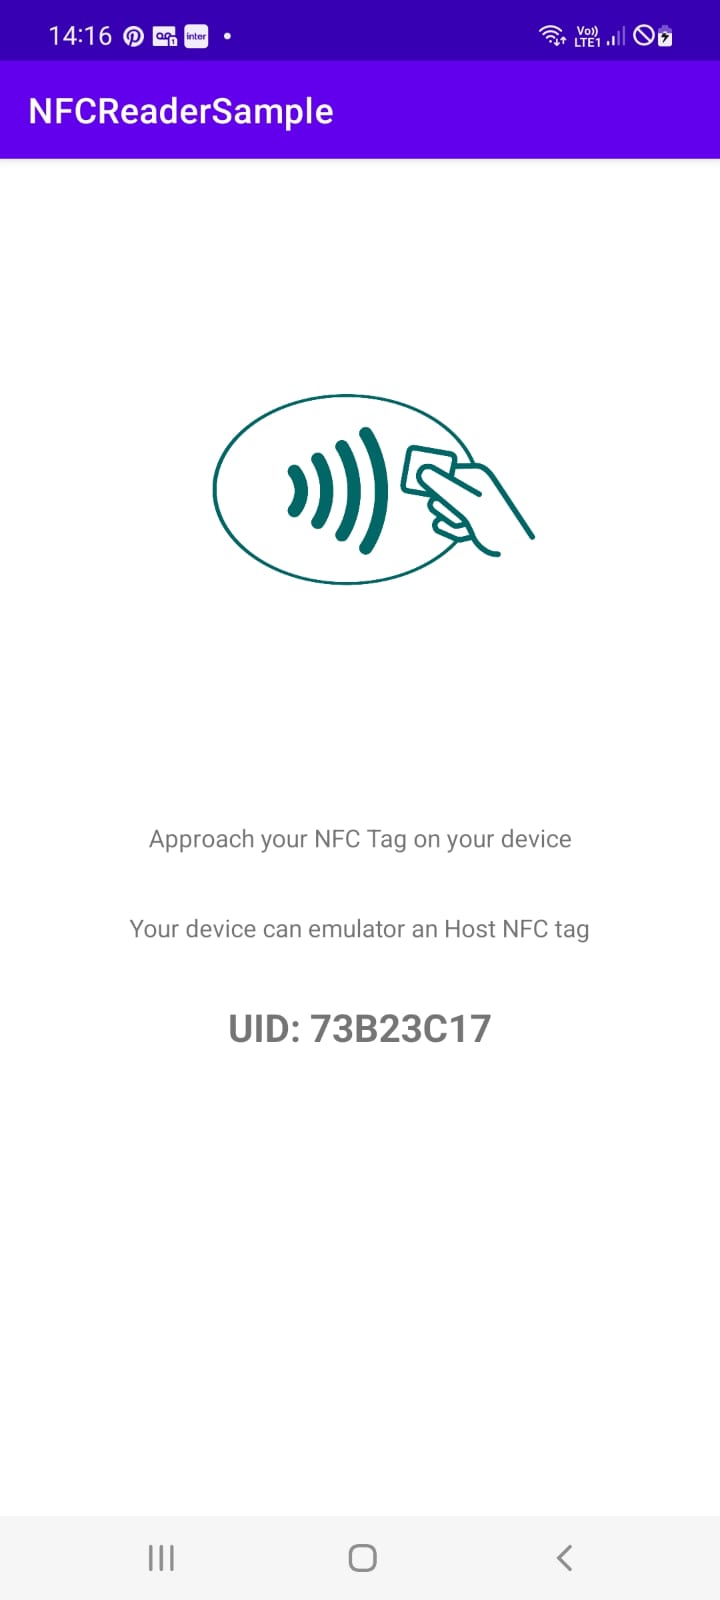 14:16
inter
Vo))
LTE1
NFCReaderSample
Approach your NFC Tag on your device
Your device can emulator an Host NFC tag
UID: 73B23C17